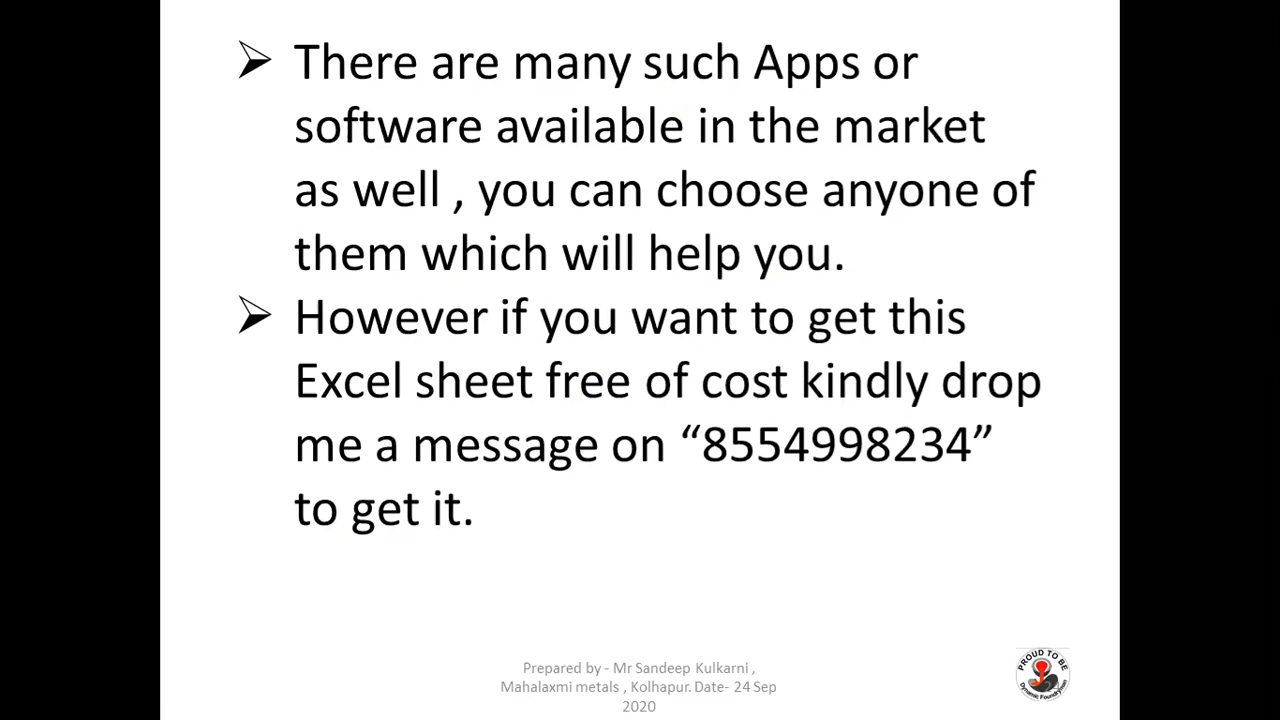 There are many such Apps or
software available in the market
as well , you can choose anyone of
them which will help you.
However if you want to get this
Excel sheet free of cost kindly drop
me a message on “8554998234”
to get it.
Prepared by - Mr Sandeep Kulkarni ,
Mahalaxmi metals , Kolhapur. Date- 24 Sep
2020
PROUD TO BE
Dynamic Foundrymen